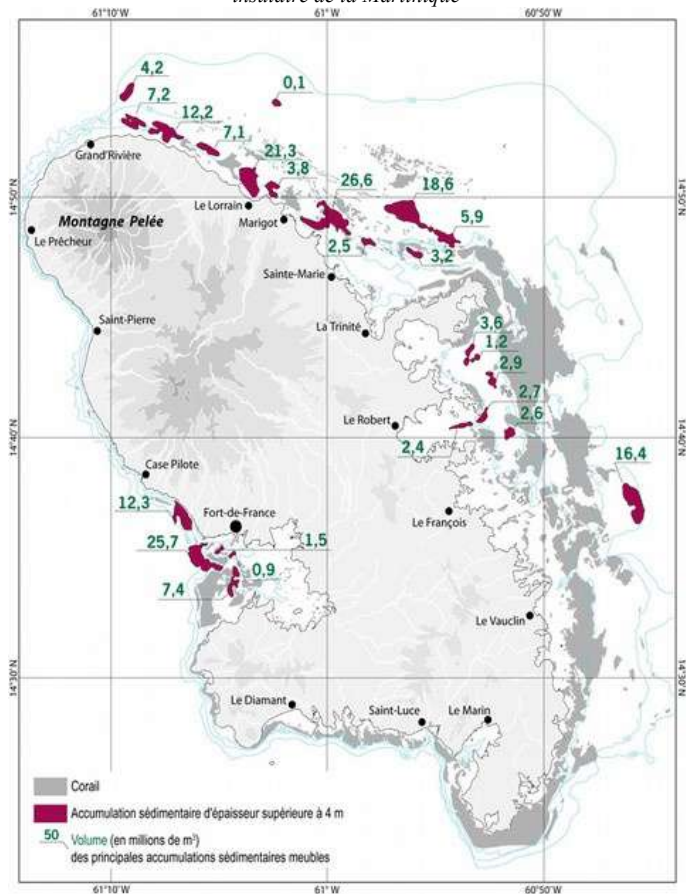 insulaire de la Martinique
61°10'W 61°W 60°50'W
4,2
0,1
7,2
12,2
7,1
21,3
Grand'Rivière
3,8
26,6
18,6
14°50'N
14°50'N
Le Lorrain
Montagne Pelée
Marigot
5,9
Le Prêcheur
2,5
3,2
Sainte-Marie
Saint-Pierre
La Trinité
3,6
1,2
2,9
2,7
Le Robert
2,6
14°40'N
14°40'N
2,4
Case Pilote
16,4
12,3
Fort-de-France
Le François
25,7
1,5
0,9
7,4
Le Vauclin
14°30'N
14°30'N
Le Diamant
Saint-Luce
Le Marin
Corail
Accumulation sédimentaire d'épaisseur supérieure à 4 m
50 Volume (en millions de m³)
des principales accumulations sédimentaires meubles
61°10'W 61°W 60°50'W